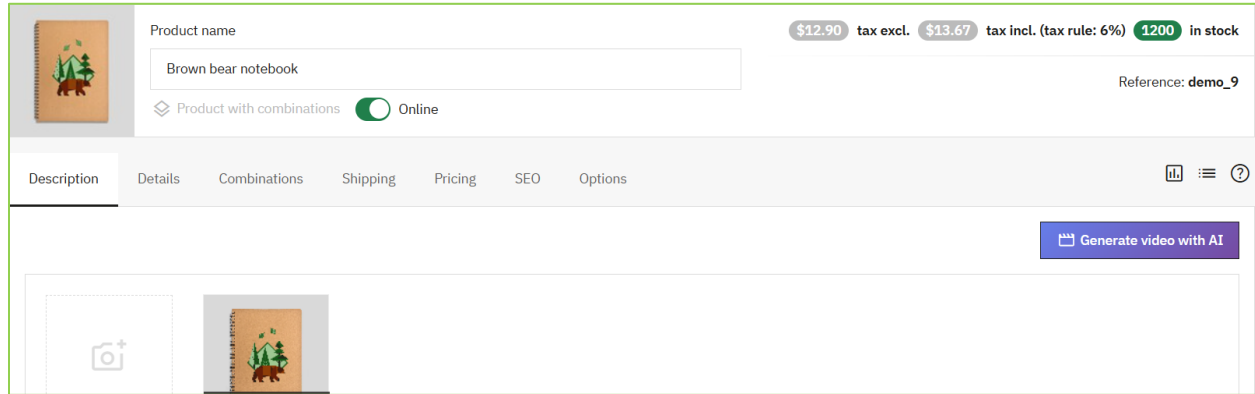 Product name
$12.90 tax excl. $13.67 tax incl. (tax rule: 6%) 1200 in stock
Brown bear notebook
Reference: demo_9
Product with combinations Online
Description Details Combinations Shipping Pricing SEO Options
Generate video with AI